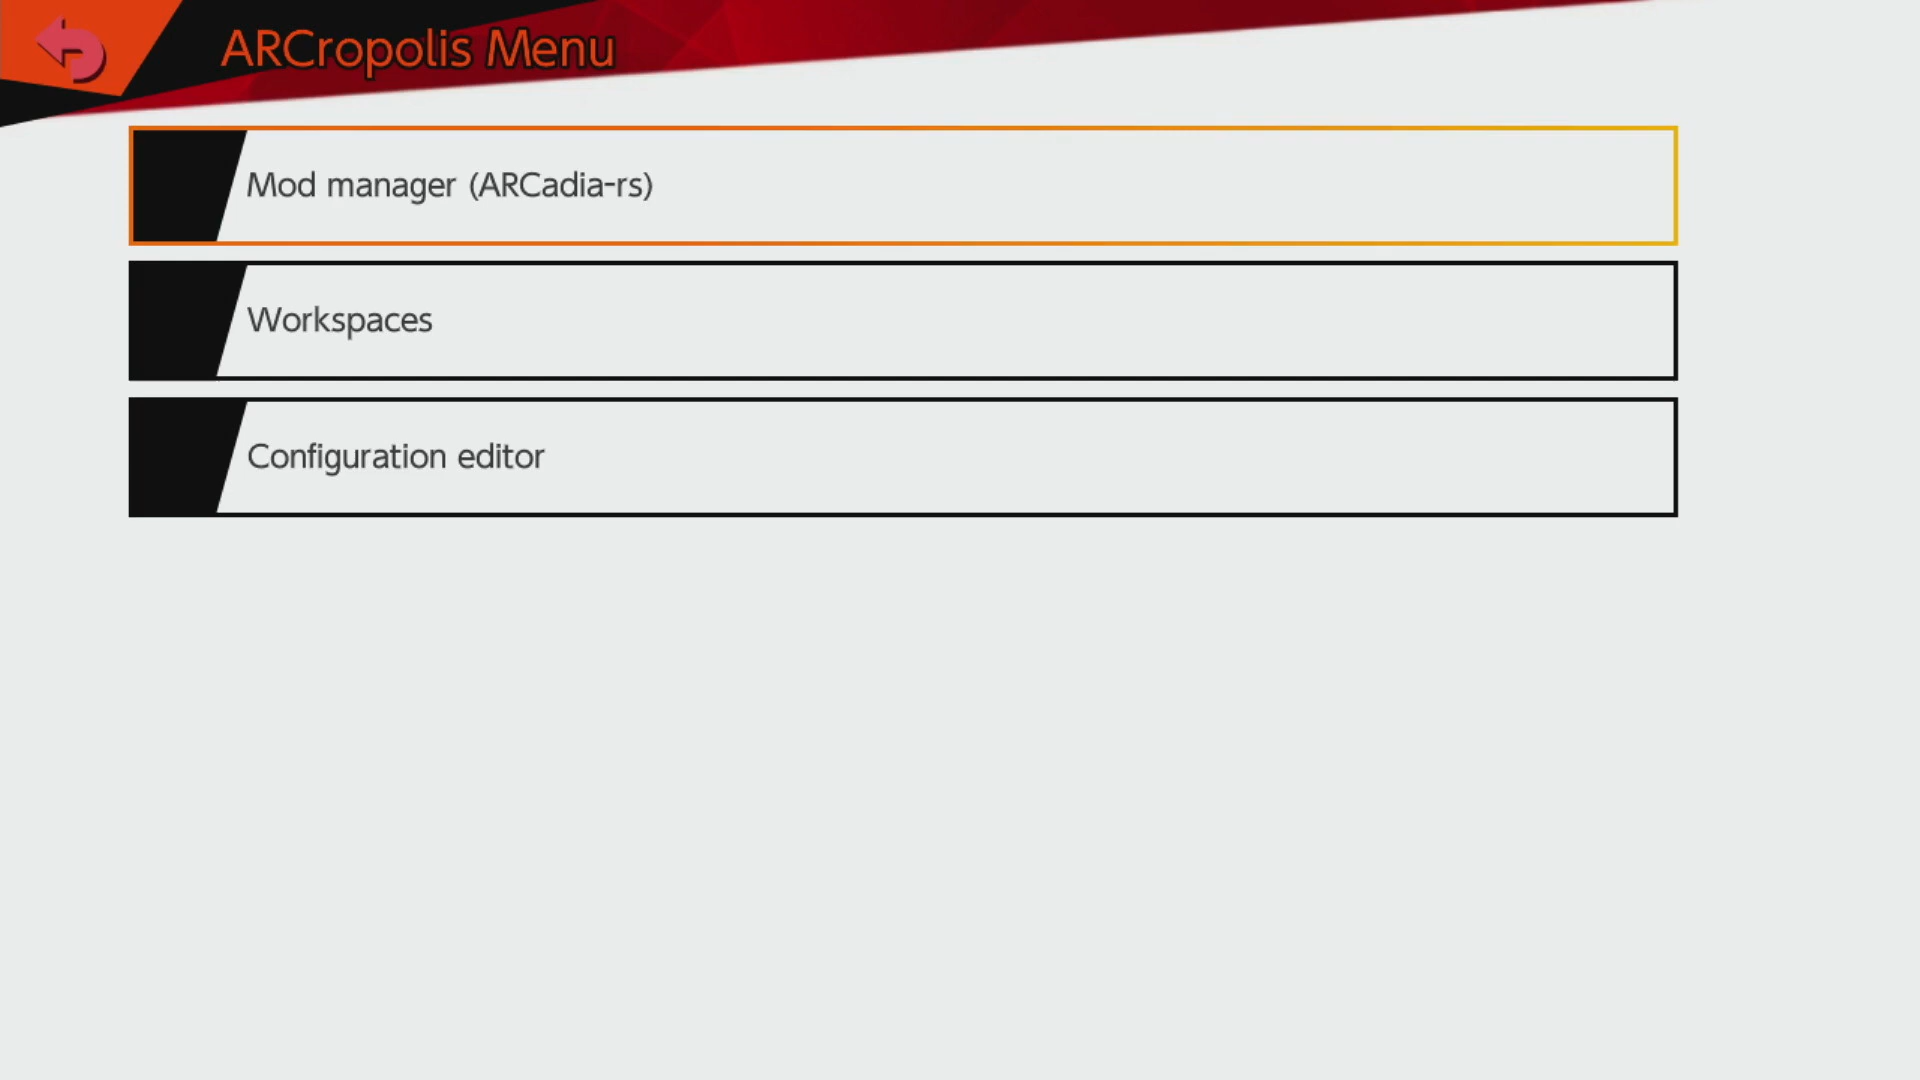 ARCropolis Menu
Mod manager (ARCadia-rs)
Workspaces
Configuration editor